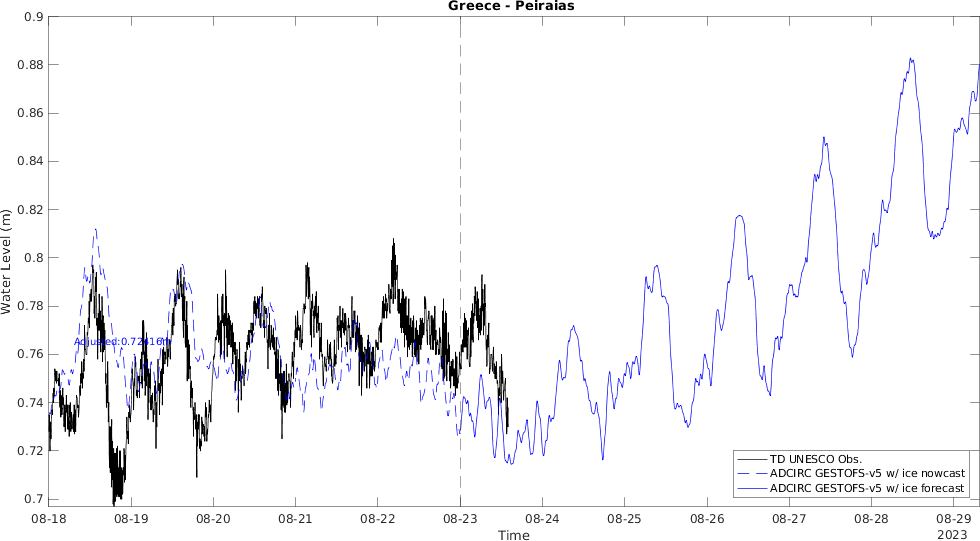 Greece - Peiraias
0.9
0.88
0.86
0.84
0.82
0.8
0.78
0.76
0.74
0.72
0.7
Water Level (m)
Adjusted:0.72416m
TD UNESCO Obs.
ADCIRC GESTOFS-v5 w/ ice nowcast
ADCIRC GESTOFS-v5 w/ ice forecast
08-18 08-19 08-20 08-21 08-22 08-23 08-24 08-25 08-26 08-27 08-28 08-29
Time
2023